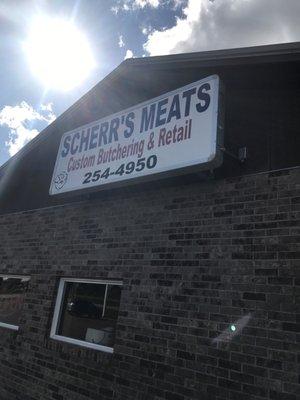 SCHERR'S MEATS
Custom Butchering & Retail
254-4950